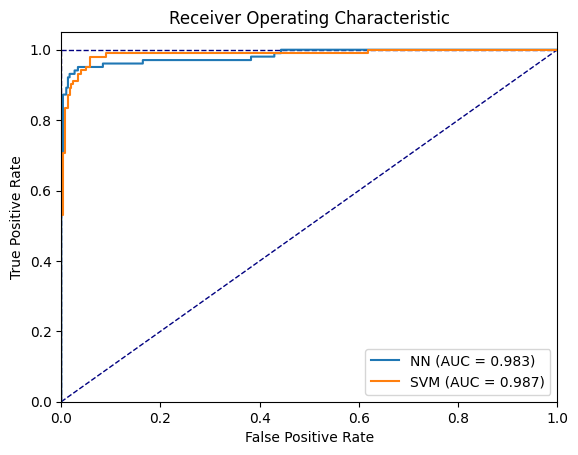 Receiver Operating Characteristic
True Positive Rate
1.0
0.8
0.6
0.4
0.2
0.0
NN (AUC = 0.983)
SVM (AUC = 0.987)
0.0 0.2 0.4 0.6 0.8 1.0
False Positive Rate